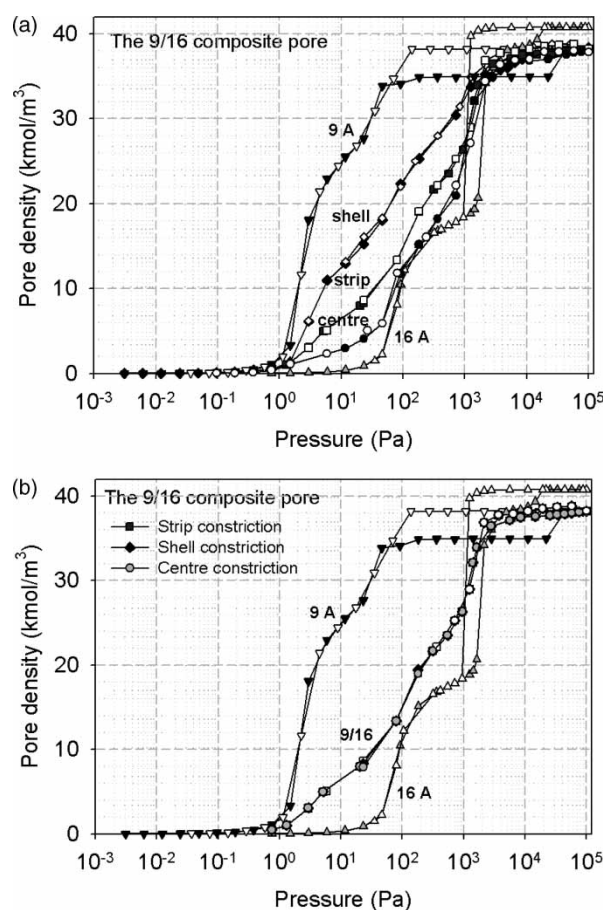 (a)
The 9/16 composite pore
40
30
20
10
0
Pore density (kmol/m³)
9 A
shell
strip
centre
16 A
10⁻³ 10⁻² 10⁻¹ 10⁰ 10¹ 10² 10³ 10⁴ 10⁵
Pressure (Pa)
(b)
The 9/16 composite pore
Strip constriction
Shell constriction
Centre constriction
40
30
20
10
0
Pore density (kmol/m³)
9 A
9/16
16 A
10⁻³ 10⁻² 10⁻¹ 10⁰ 10¹ 10² 10³ 10⁴ 10⁵
Pressure (Pa)